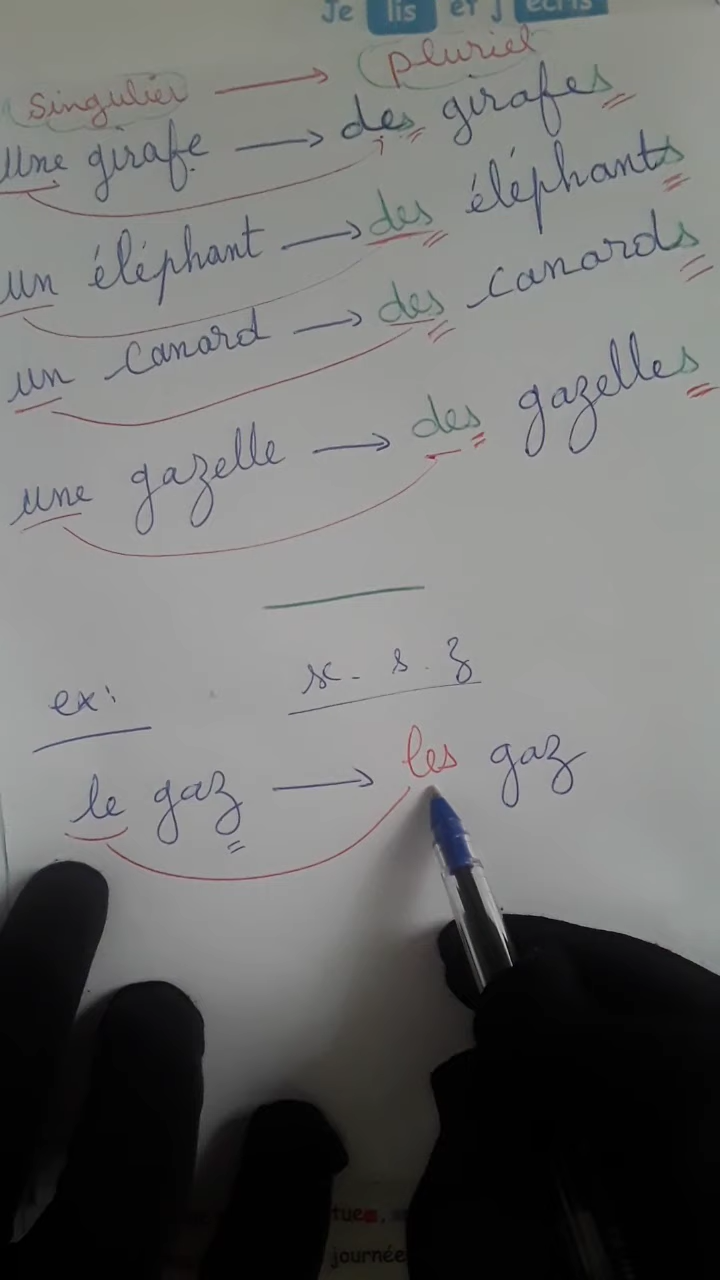 Je lis et j'écris
singulier → pluriel
une girafe → des girafes
un éléphant → des éléphants
un canard → des canards
une gazelle → des gazelles
ex: x. s. z
le gaz → les gaz
journée